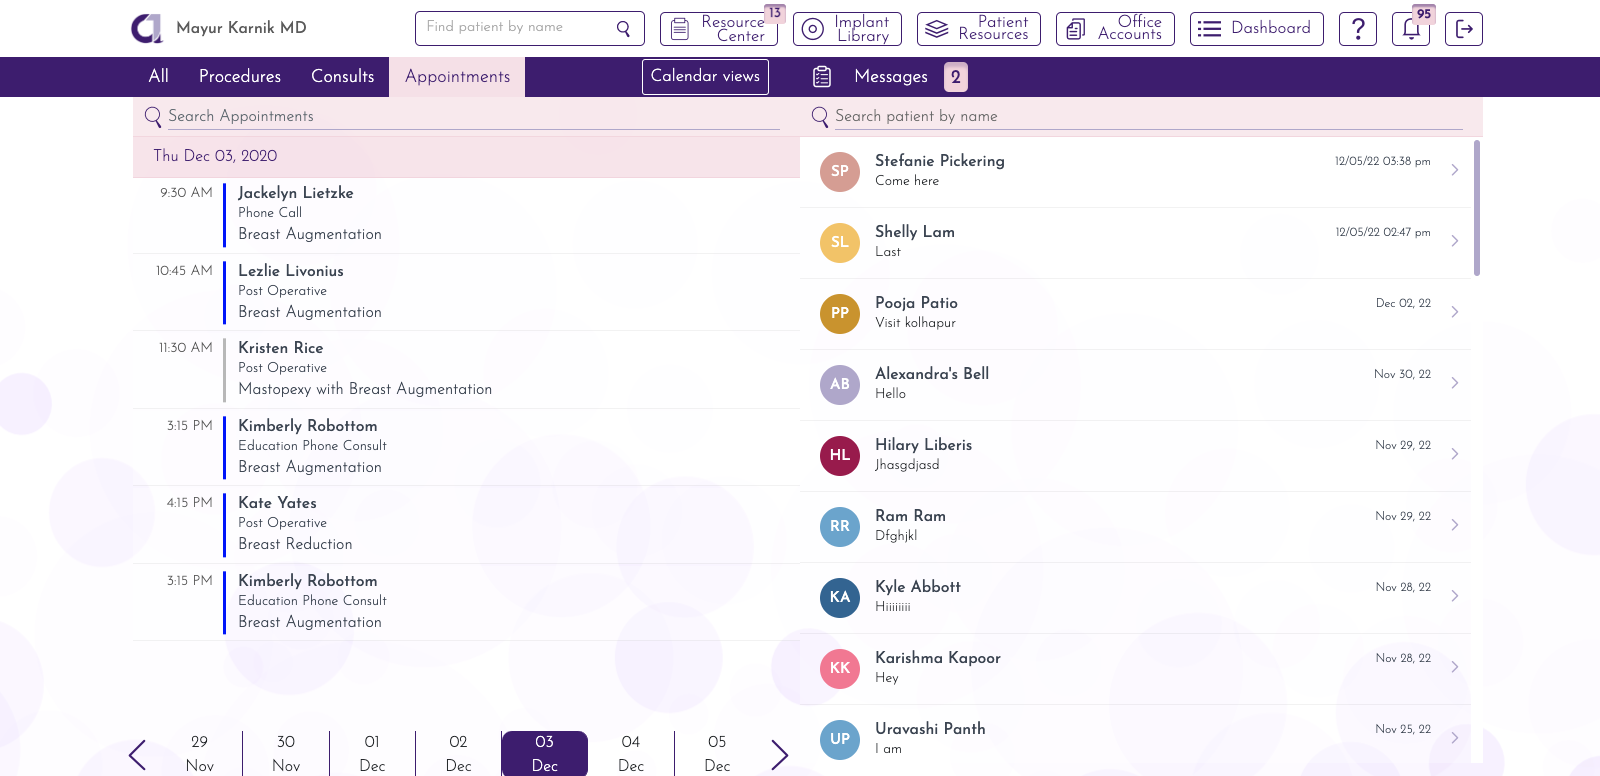 Mayur Karnik MD
Find patient by name
Resource Center
13
Implant Library
Patient Resources
Office Accounts
Dashboard
?
95
All
Procedures
Consults
Appointments
Calendar views
Messages
2
Search Appointments
Thu Dec 03, 2020
9:30 AM
Jackelyn Lietzke
Phone Call
Breast Augmentation
10:45 AM
Lezlie Livonius
Post Operative
Breast Augmentation
11:30 AM
Kristen Rice
Post Operative
Mastopexy with Breast Augmentation
3:15 PM
Kimberly Robottom
Education Phone Consult
Breast Augmentation
4:15 PM
Kate Yates
Post Operative
Breast Reduction
3:15 PM
Kimberly Robottom
Education Phone Consult
Breast Augmentation
29 Nov
30 Nov
01 Dec
02 Dec
03 Dec
04 Dec
05 Dec
Search patient by name
SP
Stefanie Pickering
12/05/22 03:38 pm
Come here
SL
Shelly Lam
12/05/22 02:47 pm
Last
PP
Pooja Patio
Dec 02, 22
Visit kolhapur
AB
Alexandra's Bell
Nov 30, 22
Hello
HL
Hilary Liberis
Nov 29, 22
Jhasgdjasd
RR
Ram Ram
Nov 29, 22
Dfghjkl
KA
Kyle Abbott
Nov 28, 22
Hiiiiiiii
KK
Karishma Kapoor
Nov 28, 22
Hey
UP
Uravashi Panth
Nov 25, 22
I am